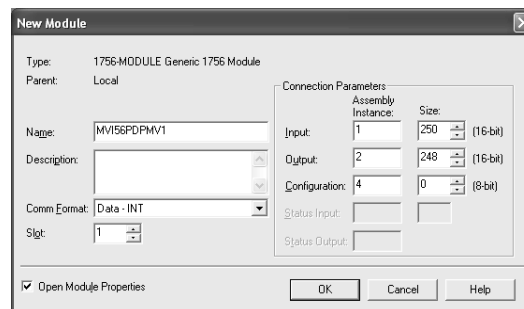 New Module
Type: 1756-MODULE Generic 1756 Module
Parent: Local
Connection Parameters
Assembly Instance: Size:
Name: MVI56PDPMV1
Input: 1 250 (16-bit)
Description:
Output: 2 248 (16-bit)
Configuration: 4 0 (8-bit)
Comm Format: Data - INT
Status Input:
Slot: 1
Status Output:
Open Module Properties
OK Cancel Help